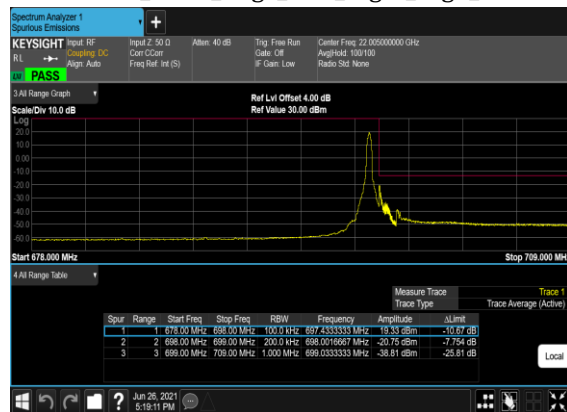 Spectrum Analyzer 1
Spurious Emissions
KEYSIGHT Input: RF Input Z: 50 Ω Atten: 40 dB Trig: Free Run Center Freq: 22.005000000 GHz
R L Coupling: DC Corr CCorr Gate: Off Avg|Hold: 100/100
Align: Auto Freq Ref: Int (S) IF Gain: Low Radio Std: None
LW PASS
3 All Range Graph
Ref Lvl Offset 4.00 dB
Scale/Div 10.0 dB Ref Value 30.00 dBm
Log
20.0
10.0
0.00
-10.0
-20.0
-30.0
-40.0
-50.0
-60.0
Start 678.000 MHz Stop 709.000 MH
4 All Range Table
Measure Trace Trace 1
Trace Type Trace Average (Active)
Spur Range Start Freq Stop Freq RBW Frequency Amplitude ΔLimit
1 1 678.00 MHz 698.00 MHz 100.0 kHz 697.4333333 MHz 19.33 dBm -10.67 dB
2 2 698.00 MHz 699.00 MHz 200.0 kHz 698.0016667 MHz -20.75 dBm -7.754 dB
3 3 699.00 MHz 709.00 MHz 1.000 MHz 699.0333333 MHz -38.81 dBm -25.81 dB
Local
? Jun 26, 2021
5:19:11 PM